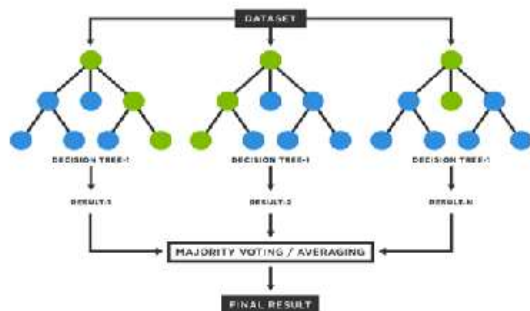 DATASET
DECISION TREE-1
DECISION TREE-1
DECISION TREE-1
RESULT-1
RESULT-2
RESULT-N
MAJORITY VOTING / AVERAGING
FINAL RESULT